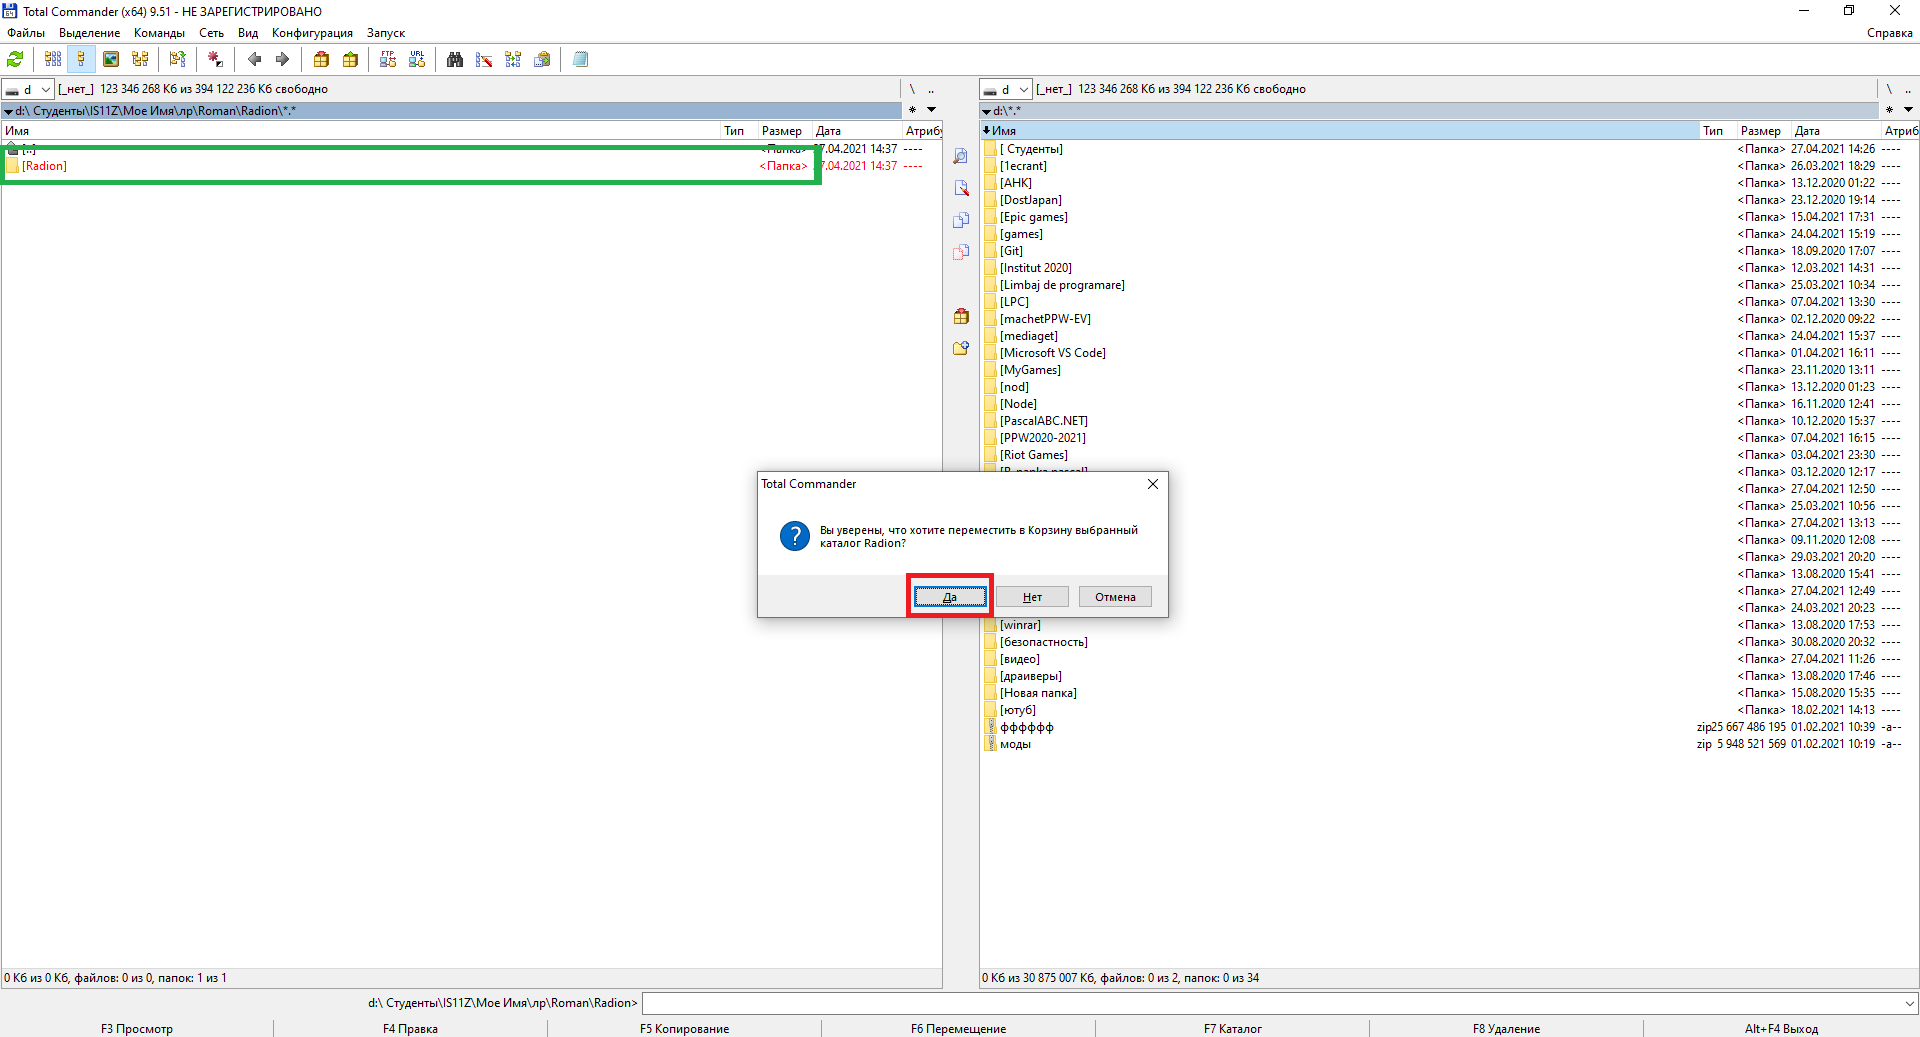 Total Commander (x64) 9.51 - НЕ ЗАРЕГИСТРИРОВАНО
Файлы Выделение Команды Сеть Вид Конфигурация Запуск Справка
FTP URL
d [_нет_] 123 346 268 Кб из 394 122 236 Кб свободно \ ..
d:\ Студенты\IS11Z\Мое Имя\лр\Roman\Radion\*.* *
Имя Тип Размер Дата Атрибу
[..] <Папка> 27.04.2021 14:37 ----
[Radion] <Папка> 27.04.2021 14:37 ----
0 Кб из 0 Кб, файлов: 0 из 0, папок: 1 из 1
d [_нет_] 123 346 268 Кб из 394 122 236 Кб свободно \ ..
d:\*.* *
Имя Тип Размер Дата Атриб
[ Студенты] <Папка> 27.04.2021 14:26 ----
[1ecrant] <Папка> 26.03.2021 18:29 ----
[AHK] <Папка> 13.12.2020 01:22 ----
[DostJapan] <Папка> 23.12.2020 19:14 ----
[Epic games] <Папка> 15.04.2021 17:31 ----
[games] <Папка> 24.04.2021 15:19 ----
[Git] <Папка> 18.09.2020 17:07 ----
[Institut 2020] <Папка> 12.03.2021 14:31 ----
[Limbaj de programare] <Папка> 25.03.2021 10:34 ----
[LPC] <Папка> 07.04.2021 13:30 ----
[machetPPW-EV] <Папка> 02.12.2020 09:22 ----
[mediaget] <Папка> 24.04.2021 15:37 ----
[Microsoft VS Code] <Папка> 01.04.2021 16:11 ----
[MyGames] <Папка> 23.11.2020 13:11 ----
[nod] <Папка> 13.12.2020 01:23 ----
[Node] <Папка> 16.11.2020 12:41 ----
[PascalABC.NET] <Папка> 10.12.2020 15:37 ----
[PPW2020-2021] <Папка> 07.04.2021 16:15 ----
[Riot Games] <Папка> 03.04.2021 23:30 ----
<Папка> 03.12.2020 12:17 ----
<Папка> 27.04.2021 12:50 ----
<Папка> 25.03.2021 10:56 ----
<Папка> 27.04.2021 13:13 ----
<Папка> 09.11.2020 12:08 ----
<Папка> 29.03.2021 20:20 ----
<Папка> 13.08.2020 15:41 ----
<Папка> 27.04.2021 12:49 ----
<Папка> 24.03.2021 20:23 ----
[winrar] <Папка> 13.08.2020 17:53 ----
[безопастность] <Папка> 30.08.2020 20:32 ----
[видео] <Папка> 27.04.2021 11:26 ----
[драиверы] <Папка> 13.08.2020 17:46 ----
[Новая папка] <Папка> 15.08.2020 15:35 ----
[ютуб] <Папка> 18.02.2021 14:13 ----
фффффф zip 25 667 486 195 01.02.2021 10:39 -a--
моды zip 5 948 521 569 01.02.2021 10:19 -a--
0 Кб из 30 875 007 Кб, файлов: 0 из 2, папок: 0 из 34
Total Commander
Вы уверены, что хотите переместить в Корзину выбранный
каталог Radion?
Да Нет Отмена
d:\ Студенты\IS11Z\Мое Имя\лр\Roman\Radion>
F3 Просмотр F4 Правка F5 Копирование F6 Перемещение F7 Каталог F8 Удаление Alt+F4 Выход